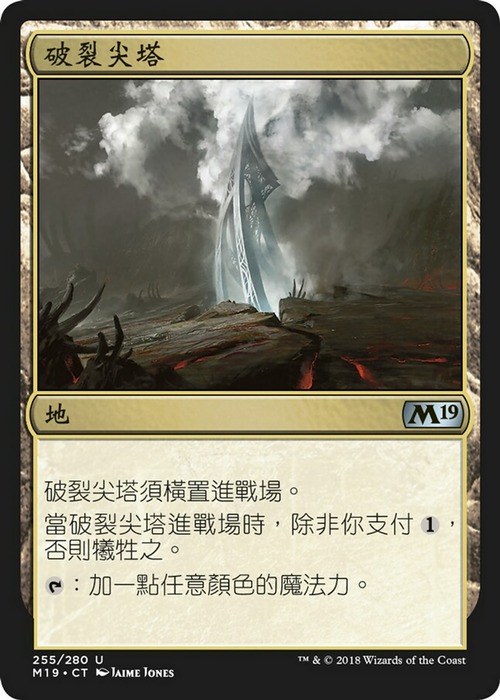 破裂尖塔
地
M19
破裂尖塔須橫置進戰場。
當破裂尖塔進戰場時，除非你支付1，
否則犧牲之。
：加一點任意顏色的魔法力。
255/280 U
M19 • CT JAIME JONES
™ & © 2018 Wizards of the Coast